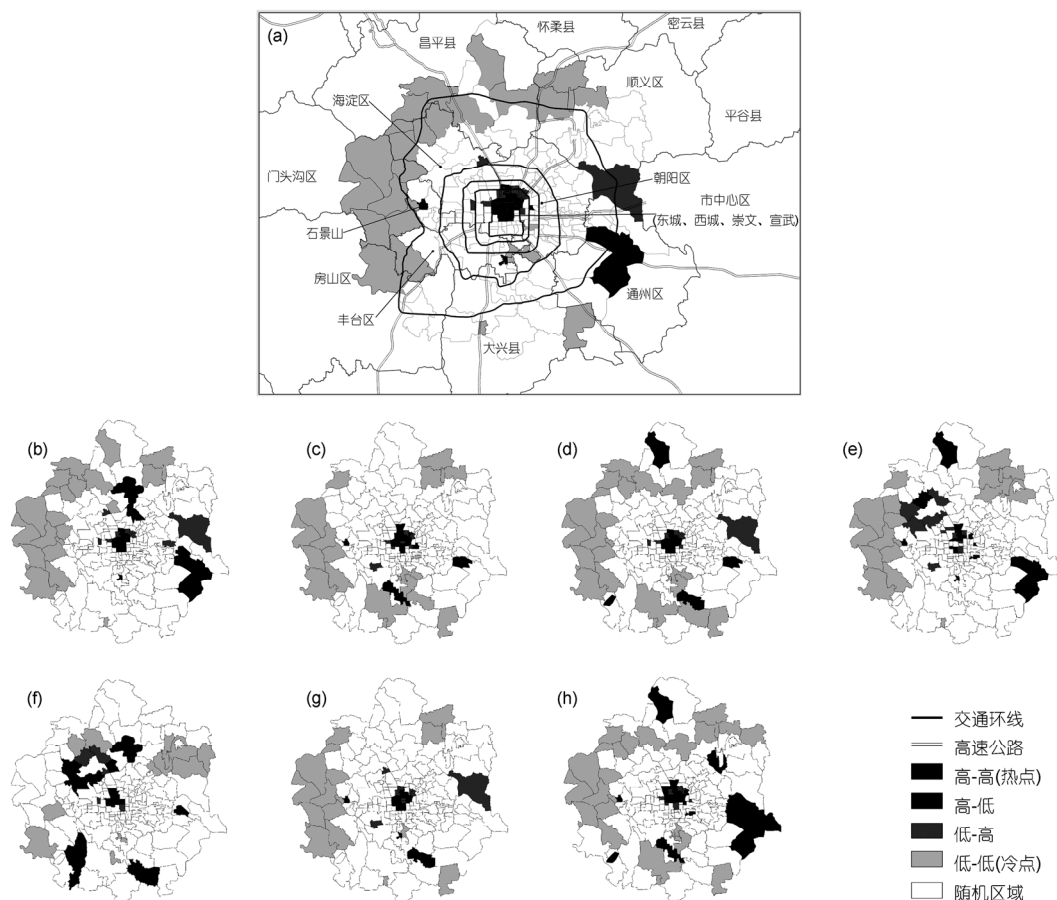 (a)
怀柔县
密云县
昌平县
顺义区
海淀区
平谷县
门头沟区
朝阳区
市中心区
(东城、西城、崇文、宣武)
石景山
房山区
通州区
丰台区
大兴县
(b)
(c)
(d)
(e)
(f)
(g)
(h)
交通环线
高速公路
高-高(热点)
高-低
低-高
低-低(冷点)
随机区域